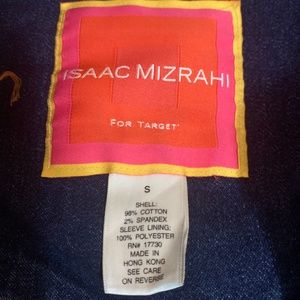 ISAAC MIZRAHI
FOR TARGET
S
SHELL:
98% COTTON
2% SPANDEX
SLEEVE LINING:
100% POLYESTER
RN# 17730
MADE IN
HONG KONG
SEE CARE
ON REVERSE